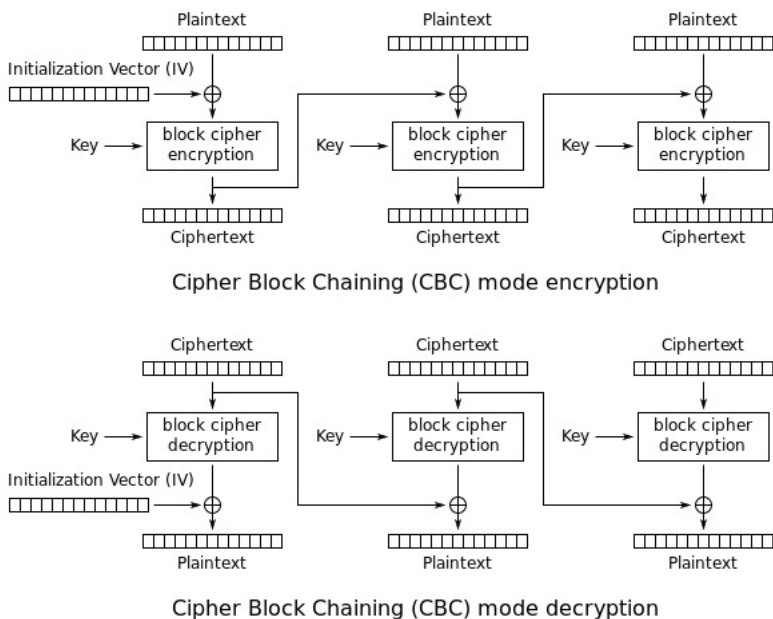 Plaintext Plaintext Plaintext
Initialization Vector (IV)
Key block cipher encryption Key block cipher encryption Key block cipher encryption
Ciphertext Ciphertext Ciphertext
Cipher Block Chaining (CBC) mode encryption
Ciphertext Ciphertext Ciphertext
Key block cipher decryption Key block cipher decryption Key block cipher decryption
Initialization Vector (IV)
Plaintext Plaintext Plaintext
Cipher Block Chaining (CBC) mode decryption